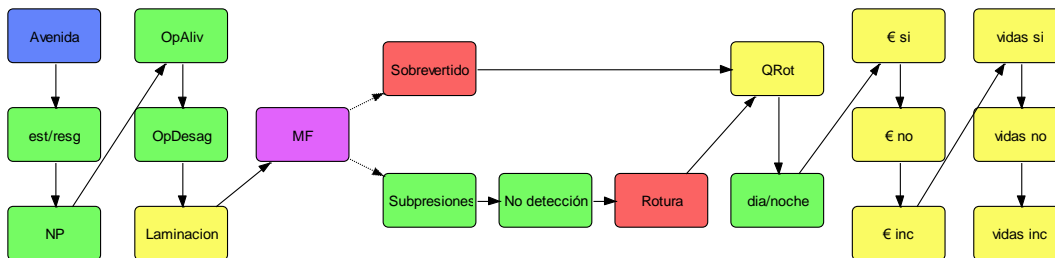 Avenida
est/resg
NP
OpAliv
OpDesag
Laminacion
MF
Sobrevertido
Subpresiones
No detección
Rotura
QRot
dia/noche
€ si
€ no
€ inc
vidas si
vidas no
vidas inc